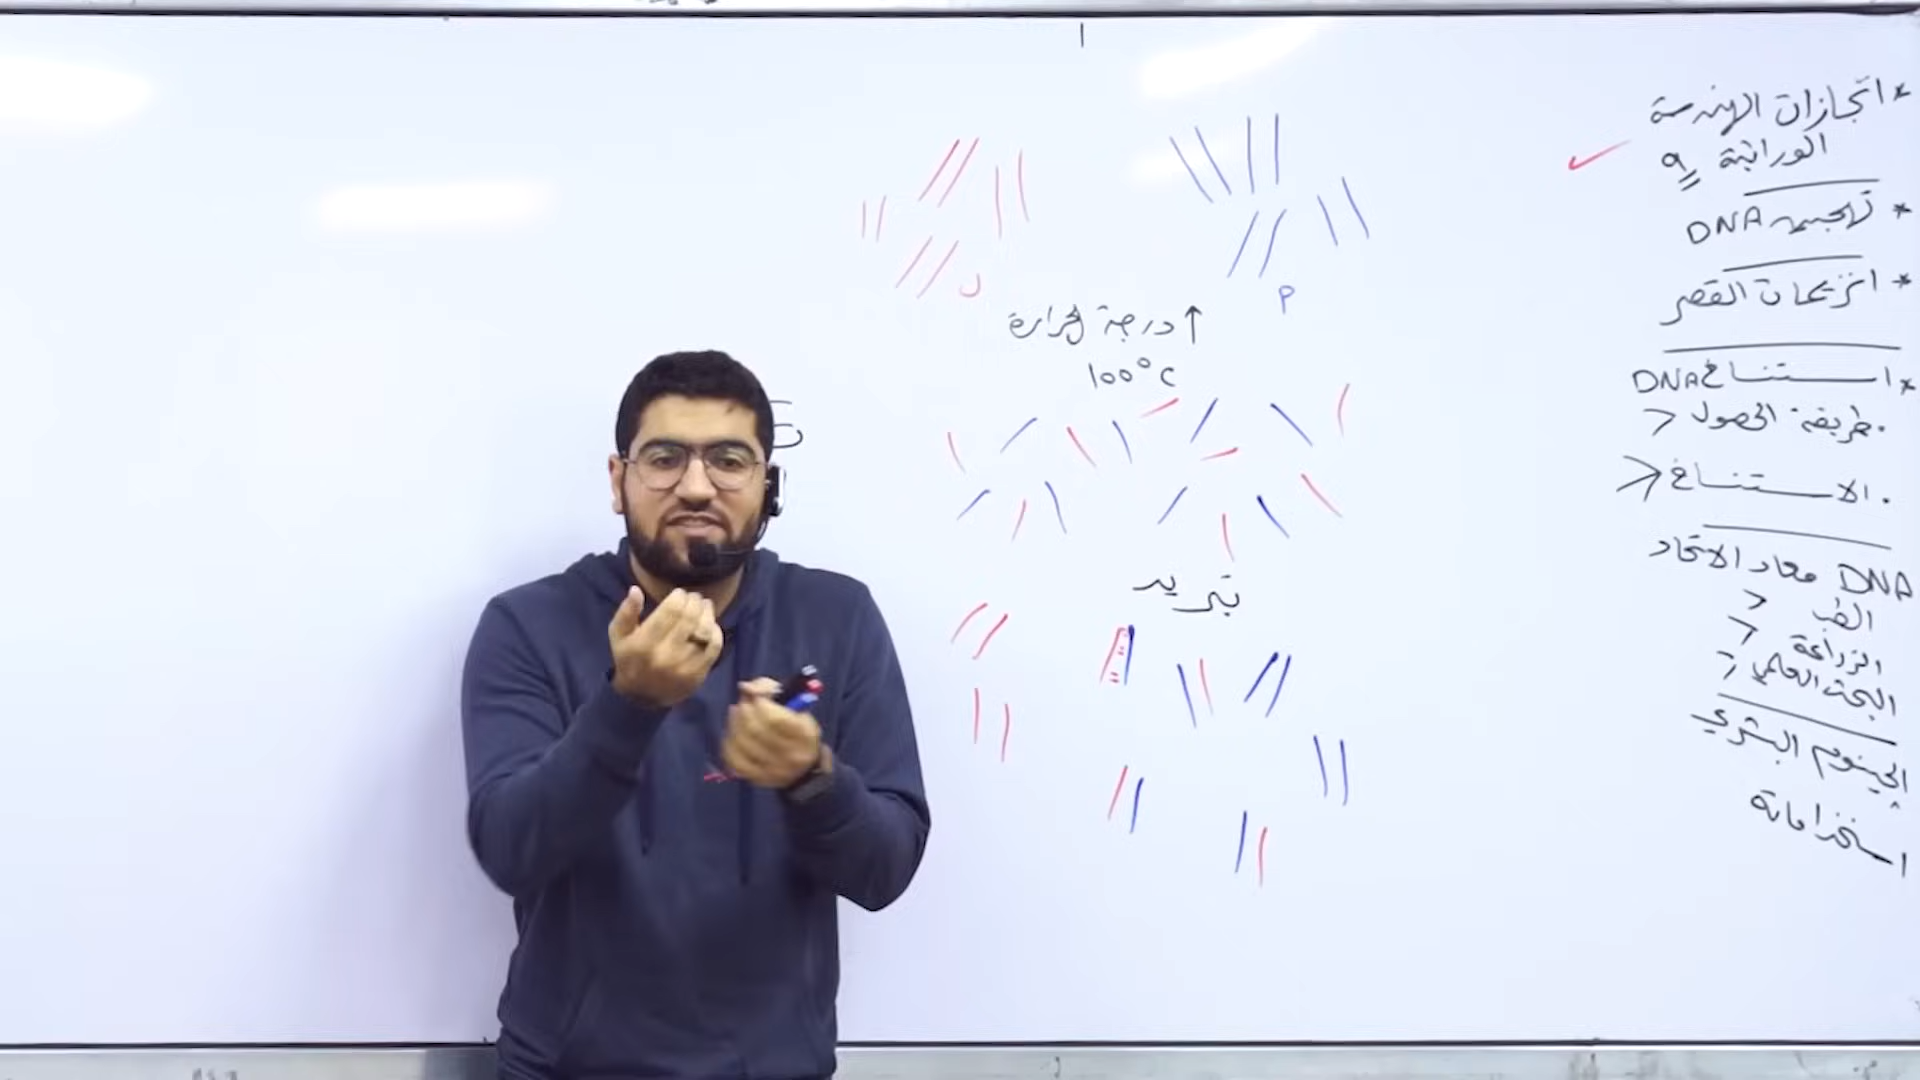 * انجازات الهندسة
الوراثية 9
* تهجين DNA
* انزيمات القصر
* استنساخ DNA
. طريقة الحصول <
. الاستنساخ <
DNA معاد الاتحاد
الطب <
الزراعة <
البحث العلمي <
الجينوم البشري
استخداماته
P
↑ درجة الحرارة
100°C
تبريد